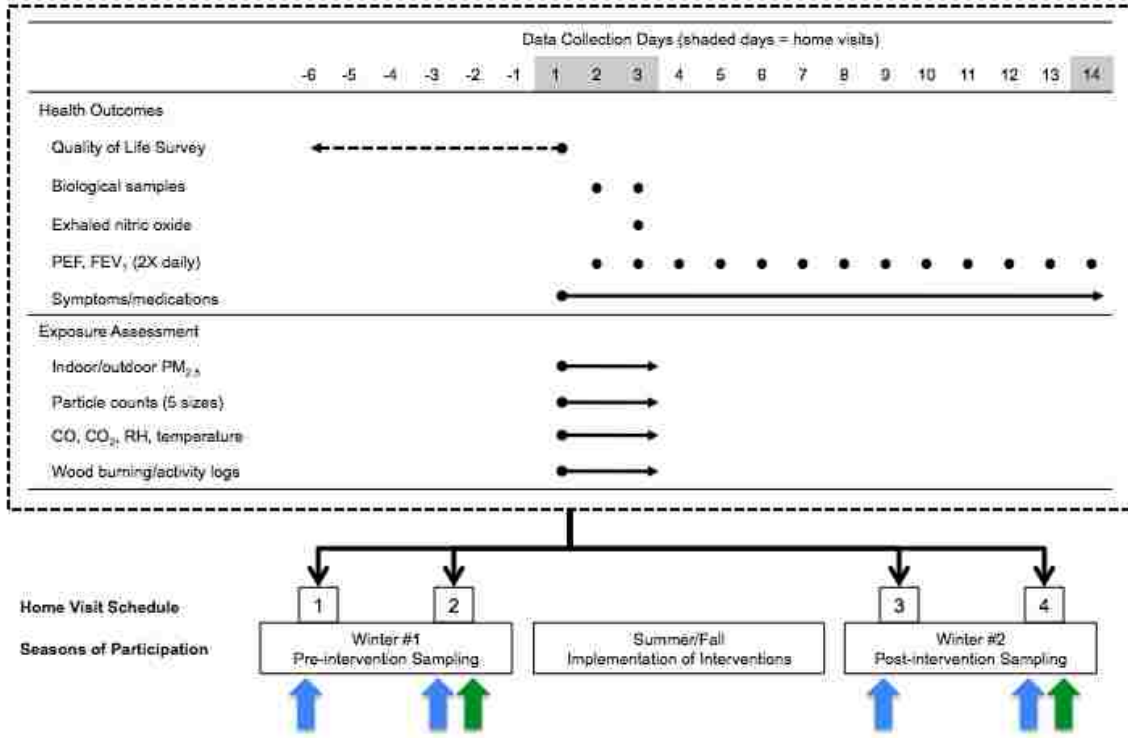 Data Collection Days (shaded days = home visits)
-6 -5 -4 -3 -2 -1 1 2 3 4 5 6 7 8 9 10 11 12 13 14
Health Outcomes
Quality of Life Survey
Biological samples
Exhaled nitric oxide
PEF, FEV₁ (2X daily)
Symptoms/medications
Exposure Assessment
Indoor/outdoor PM₂.₅
Particle counts (5 sizes)
CO, CO₂, RH, temperature
Wood burning/activity logs
Home Visit Schedule 1 2 3 4
Seasons of Participation
Winter #1
Pre-intervention Sampling
Summer/Fall
Implementation of Interventions
Winter #2
Post-intervention Sampling